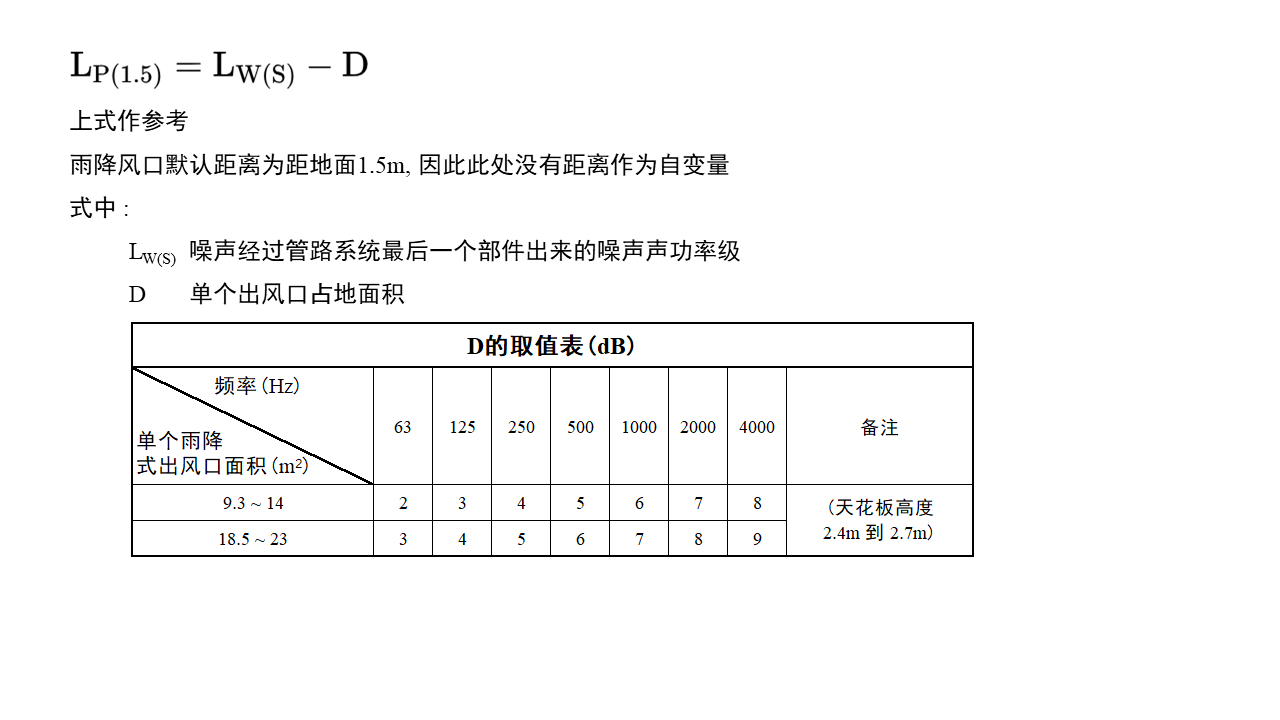 L_P(1.5) = L_W(S) − D
上式作参考
雨降风口默认距离为距地面1.5m, 因此此处没有距离作为自变量
式中 :
L_W(S) 噪声经过管路系统最后一个部件出来的噪声声功率级
D 单个出风口占地面积
D的取值表(dB)
频率(Hz)
单个雨降
式出风口面积(m²)
63 125 250 500 1000 2000 4000 备注
9.3 ~ 14 2 3 4 5 6 7 8
18.5 ~ 23 3 4 5 6 7 8 9
(天花板高度
2.4m 到 2.7m)